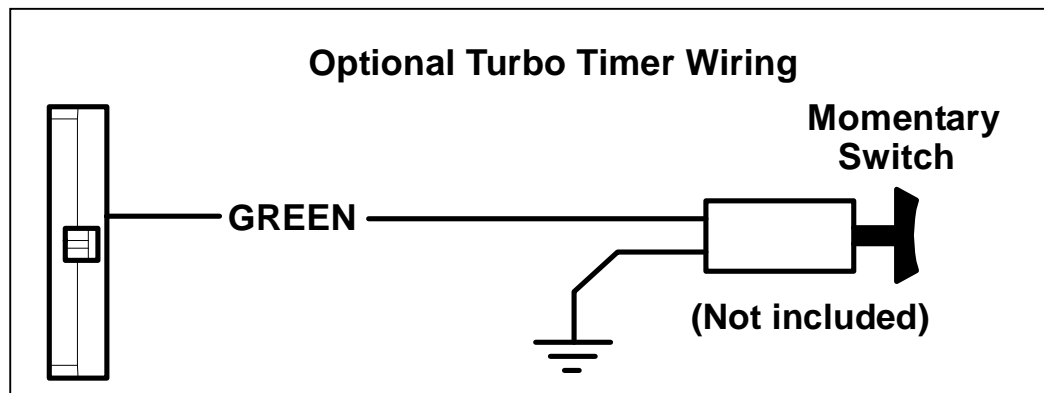 Optional Turbo Timer Wiring
Momentary
Switch
GREEN
(Not included)